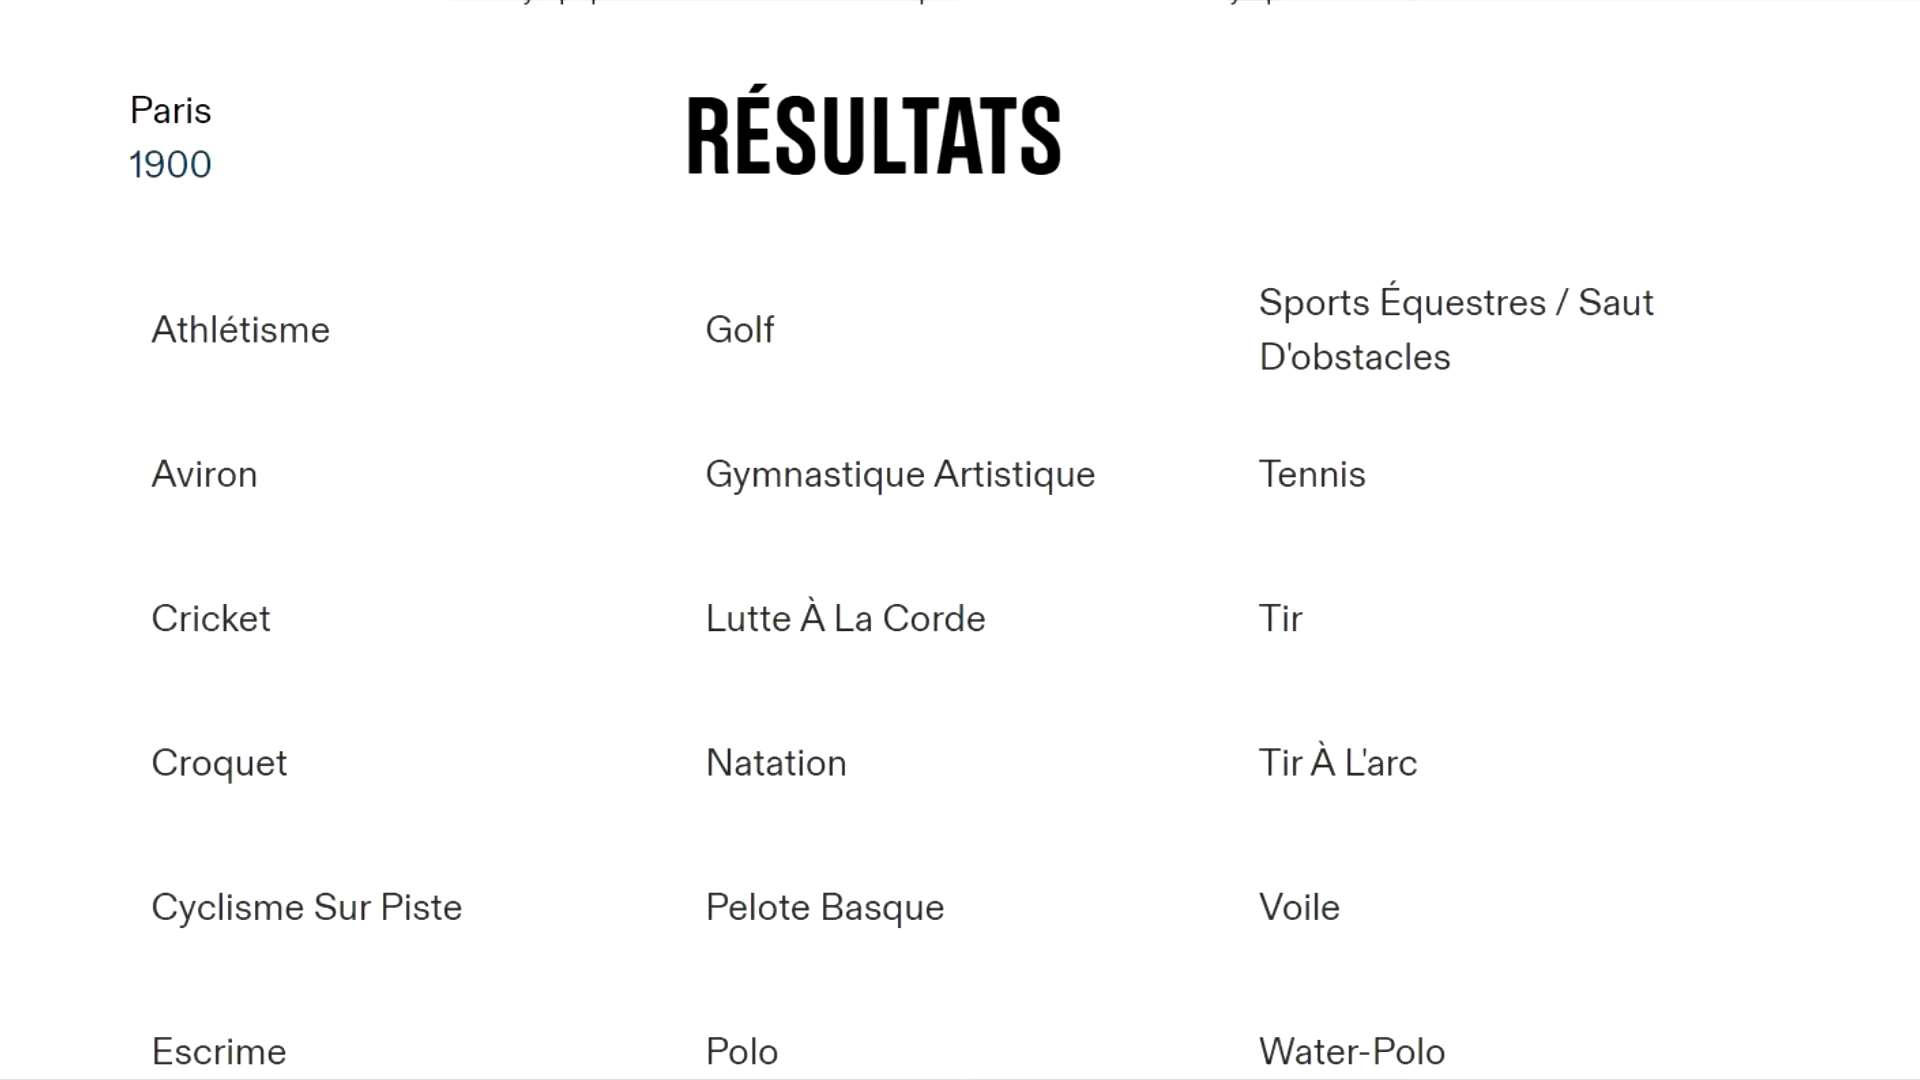 Paris
1900
RÉSULTATS
Athlétisme
Golf
Sports Équestres / Saut
D'obstacles
Aviron
Gymnastique Artistique
Tennis
Cricket
Lutte À La Corde
Tir
Croquet
Natation
Tir À L'arc
Cyclisme Sur Piste
Pelote Basque
Voile
Escrime
Polo
Water-Polo